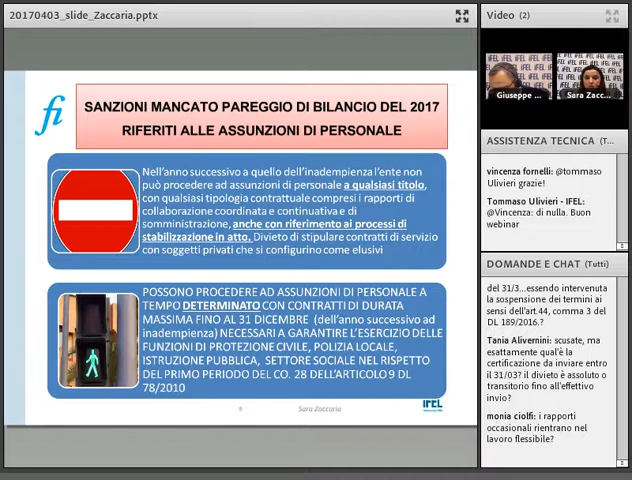 20170403_slide_Zaccaria.pptx
fi
SANZIONI MANCATO PAREGGIO DI BILANCIO DEL 2017
RIFERITI ALLE ASSUNZIONI DI PERSONALE
Nell'anno successivo a quello dell'inadempienza l'ente non
può procedere ad assunzioni di personale a qualsiasi titolo,
con qualsiasi tipologia contrattuale compresi i rapporti di
collaborazione coordinata e continuativa e di
somministrazione, anche con riferimento ai processi di
stabilizzazione in atto. Divieto di stipulare contratti di servizio
con soggetti privati che si configurino come elusivi
POSSONO PROCEDERE AD ASSUNZIONI DI PERSONALE A
TEMPO DETERMINATO CON CONTRATTI DI DURATA
MASSIMA FINO AL 31 DICEMBRE (dell'anno successivo ad
inadempienza) NECESSARI A GARANTIRE L'ESERCIZIO DELLE
FUNZIONI DI PROTEZIONE CIVILE, POLIZIA LOCALE,
ISTRUZIONE PUBBLICA, SETTORE SOCIALE NEL RISPETTO
DEL PRIMO PERIODO DEL CO. 28 DELL'ARTICOLO 9 DL
78/2010
Sara Zaccaria
IFEL
Video (2)
Giuseppe ...
Sara Zacc...
ASSISTENZA TECNICA (T...
vincenza fornelli: @tommaso
Ulivieri grazie!
Tommaso Ulivieri - IFEL:
@Vincenza: di nulla. Buon
webinar
DOMANDE E CHAT (Tutti)
del 31/3...essendo intervenuta
la sospensione dei termini ai
sensi dell'art.44, comma 3 del
DL 189/2016.?
Tania Alivernini: scusate, ma
esattamente qual'è la
certificazione da inviare entro
il 31/03? il divieto è assoluto o
transitorio fino all'effettivo
invio?
monia ciolfi: i rapporti
occasionali rientrano nel
lavoro flessibile?